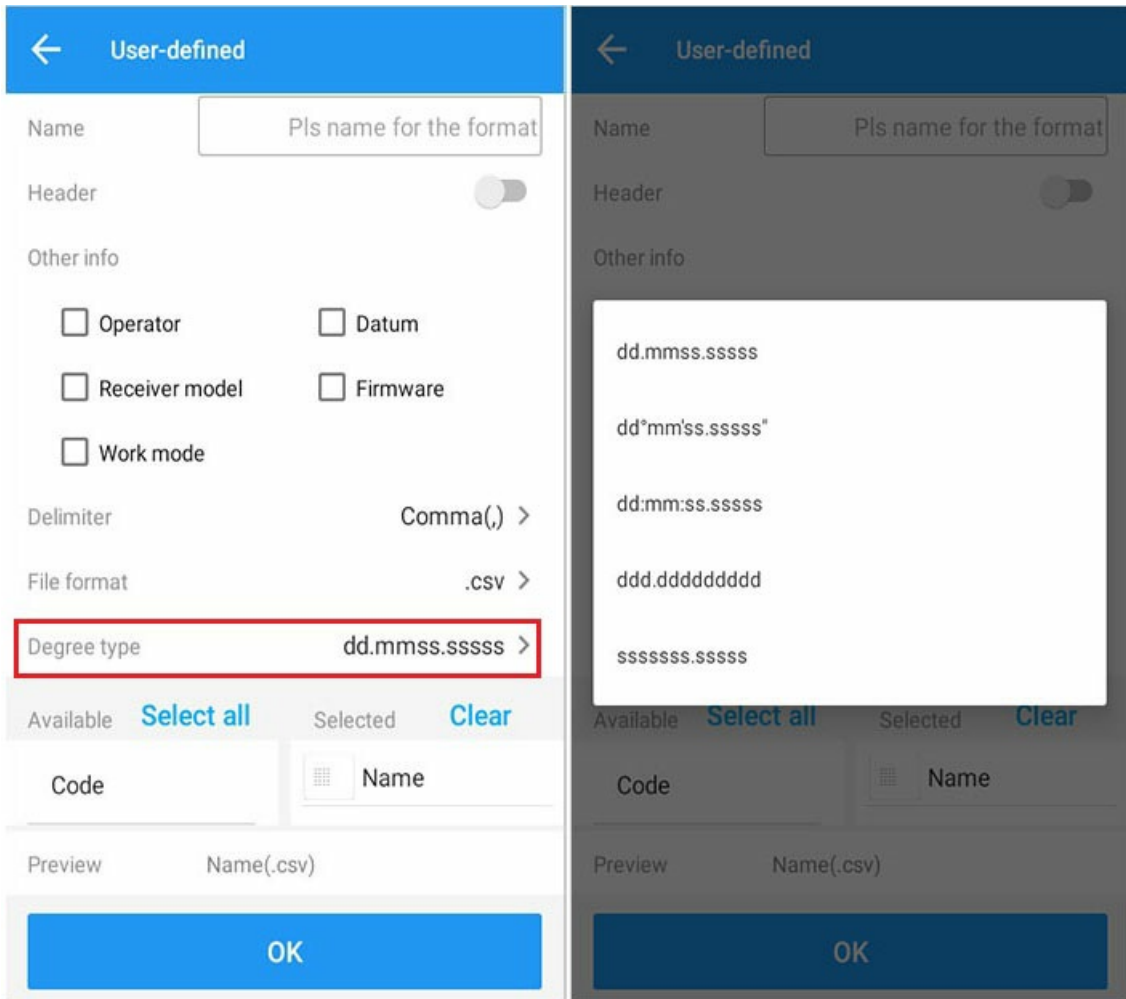 User-defined
Name Pls name for the format
Header
Other info
Operator Datum
Receiver model Firmware
Work mode
Delimiter Comma(,) >
File format .csv >
Degree type dd.mmss.sssss >
Available Select all Selected Clear
Code Name
Preview Name(.csv)
OK
User-defined
Name Pls name for the format
Header
Other info
dd.mmss.sssss
dd°mm'ss.sssss"
dd:mm:ss.sssss
ddd.ddddddddd
sssssss.sssss
Available Select all Selected Clear
Code Name
Preview Name(.csv)
OK